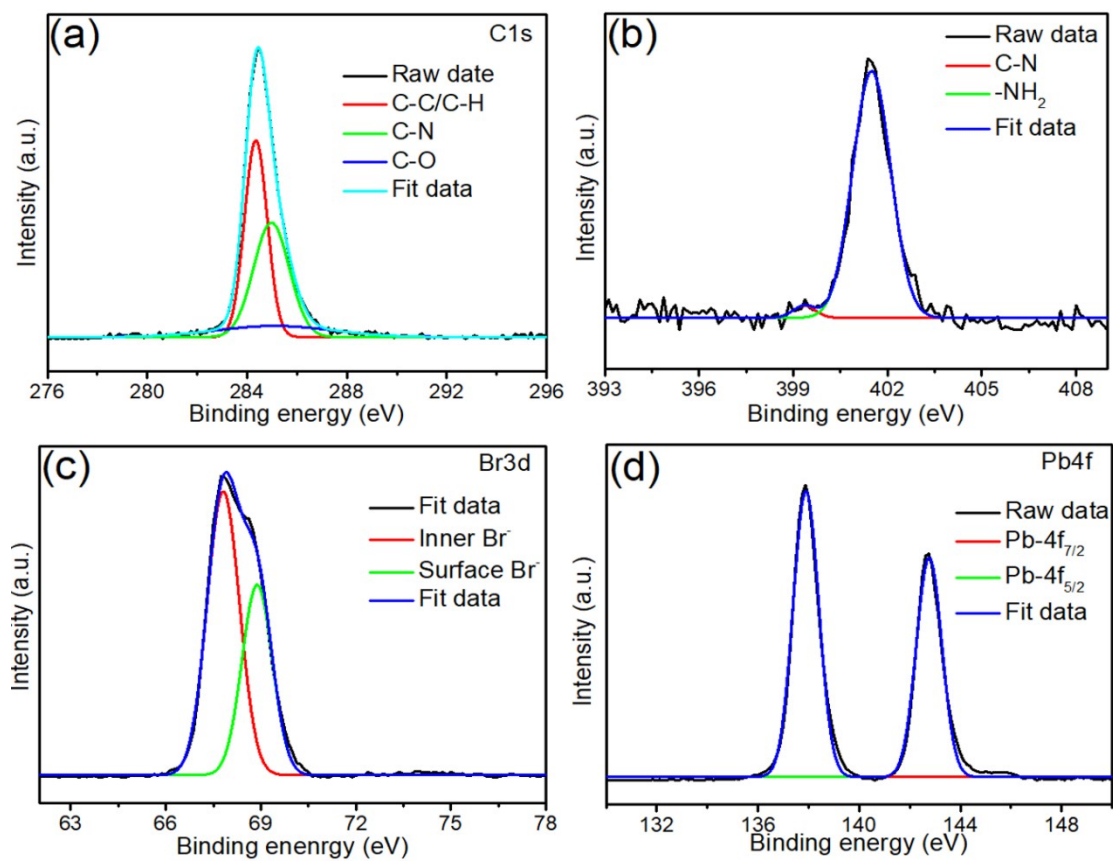 (a)
C1s
Raw date
C-C/C-H
C-N
C-O
Fit data
Intensity (a.u.)
276 280 284 288 292 296
Binding energy (eV)
(b)
Raw data
C-N
-NH2
Fit data
Intensity (a.u.)
393 396 399 402 405 408
Binding energy (eV)
(c)
Br3d
Fit data
Inner Br-
Surface Br-
Fit data
Intensity (a.u.)
63 66 69 72 75 78
Binding enrergy (eV)
(d)
Pb4f
Raw data
Pb-4f7/2
Pb-4f5/2
Fit data
Intensity (a.u.)
132 136 140 144 148
Binding energy (eV)